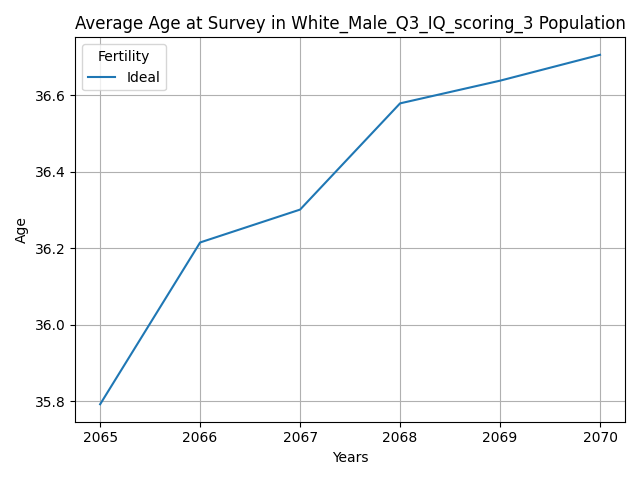 Average Age at Survey in White_Male_Q3_IQ_scoring_3 Population
Fertility
Ideal
36.6
36.4
36.2
36.0
35.8
Age
2065 2066 2067 2068 2069 2070
Years